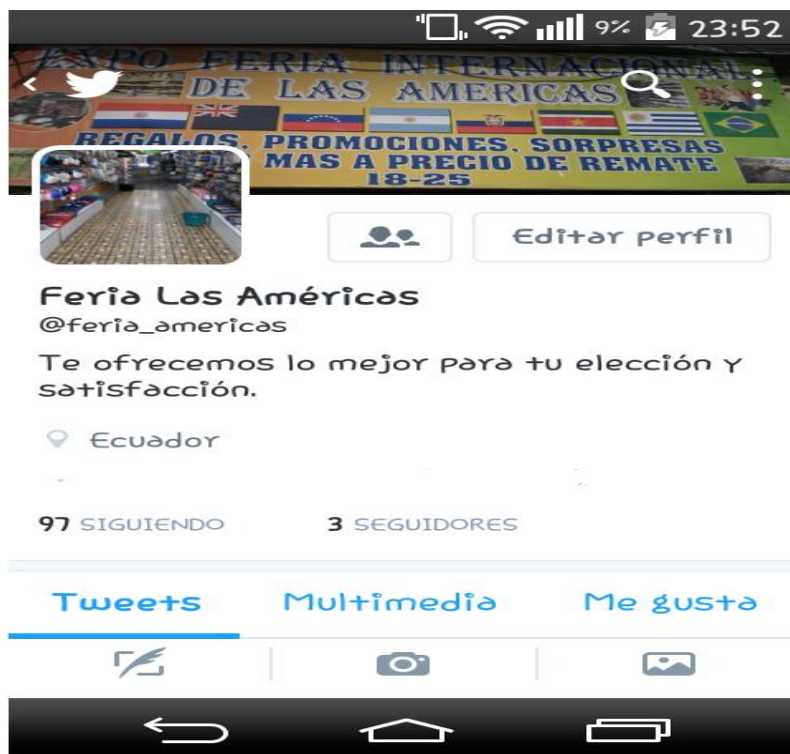 9% 23:52
EXPO FERIA INTERNACIONAL
DE LAS AMERICAS
REGALOS, PROMOCIONES, SORPRESAS
MAS A PRECIO DE REMATE
18-25
Editar perfil
Feria Las Américas
@feria_americas
Te ofrecemos lo mejor para tu elección y
satisfacción.
Ecuador
97 SIGUIENDO 3 SEGUIDORES
Tweets Multimedia Me gusta